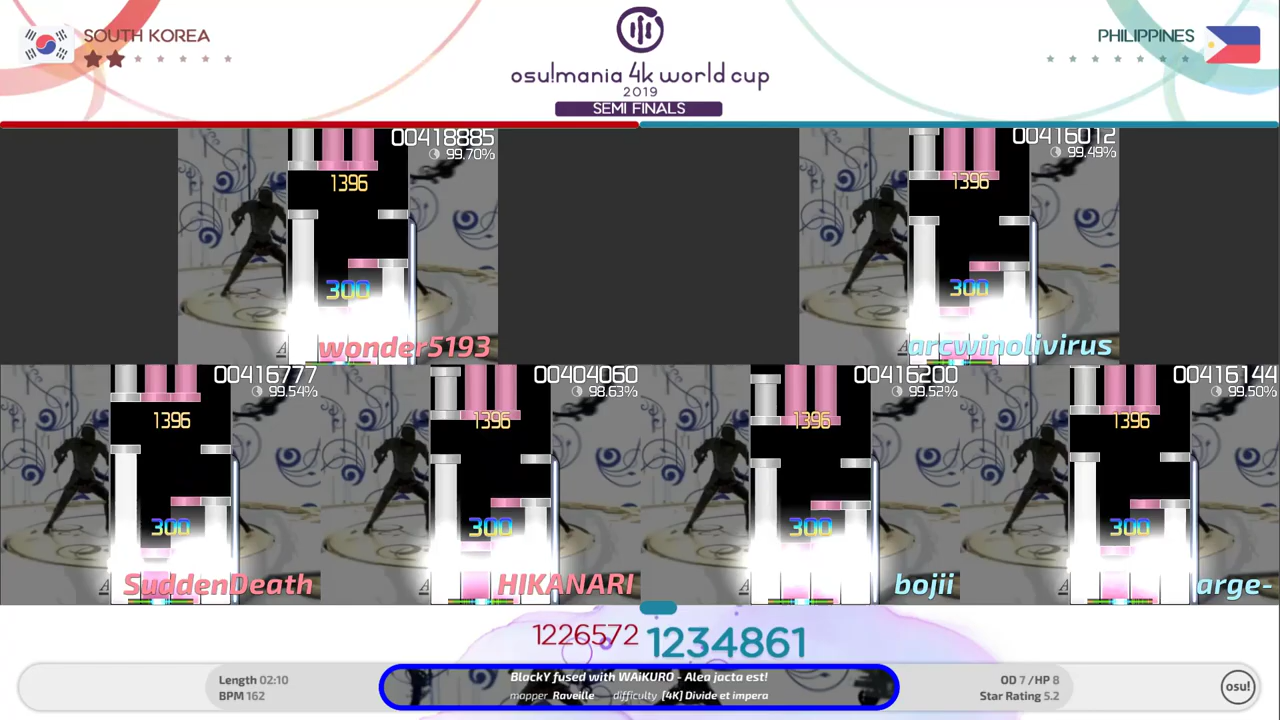 SOUTH KOREA
PHILIPPINES
osu!mania 4k world cup
2019
SEMI FINALS
00418885
99.70%
1396
300
wonder5193
00416012
99.49%
1396
300
arcwinolivirus
00416777
99.54%
1396
300
SuddenDeath
00404060
98.63%
1396
300
HIKANARI
00416200
99.52%
1396
300
bojii
00416144
99.50%
1396
300
arge-
1226572 1234861
Length 02:10
BPM 162
BlackY fused with WAiKURO - Alea jacta est!
mapper Raveille difficulty [4K] Divide et impera
OD 7 / HP 8
Star Rating 5.2
osu!